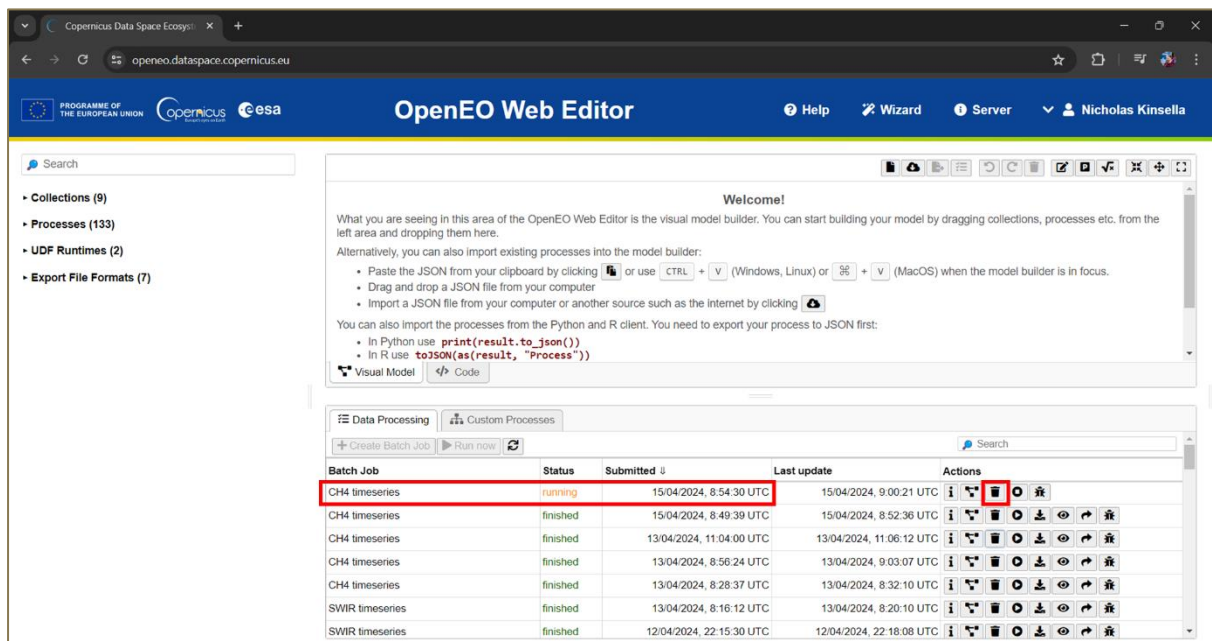 Copernicus Data Space Ecosyst
openeo.dataspace.copernicus.eu
PROGRAMME OF
THE EUROPEAN UNION
Copernicus
Europe's eyes on Earth
esa
OpenEO Web Editor
Help
Wizard
Server
Nicholas Kinsella
Search
Collections (9)
Processes (133)
UDF Runtimes (2)
Export File Formats (7)
Welcome!
What you are seeing in this area of the OpenEO Web Editor is the visual model builder. You can start building your model by dragging collections, processes etc. from the
left area and dropping them here.
Alternatively, you can also import existing processes into the model builder:
• Paste the JSON from your clipboard by clicking or use CTRL + V (Windows, Linux) or ⌘ + V (MacOS) when the model builder is in focus.
• Drag and drop a JSON file from your computer
• Import a JSON file from your computer or another source such as the internet by clicking
You can also import the processes from the Python and R client. You need to export your process to JSON first:
• In Python use print(result.to_json())
• In R use toJSON(as(result, "Process"))
Visual Model </> Code
Data Processing Custom Processes
+ Create Batch Job Run now Search
Batch Job Status Submitted ⇓ Last update Actions
CH4 timeseries running 15/04/2024, 8:54:30 UTC 15/04/2024, 9:00:21 UTC
CH4 timeseries finished 15/04/2024, 8:49:39 UTC 15/04/2024, 8:52:36 UTC
CH4 timeseries finished 13/04/2024, 11:04:00 UTC 13/04/2024, 11:06:12 UTC
CH4 timeseries finished 13/04/2024, 8:56:24 UTC 13/04/2024, 9:03:07 UTC
CH4 timeseries finished 13/04/2024, 8:28:37 UTC 13/04/2024, 8:32:10 UTC
SWIR timeseries finished 13/04/2024, 8:16:12 UTC 13/04/2024, 8:20:10 UTC
SWIR timeseries finished 12/04/2024, 22:15:30 UTC 12/04/2024, 22:18:08 UTC